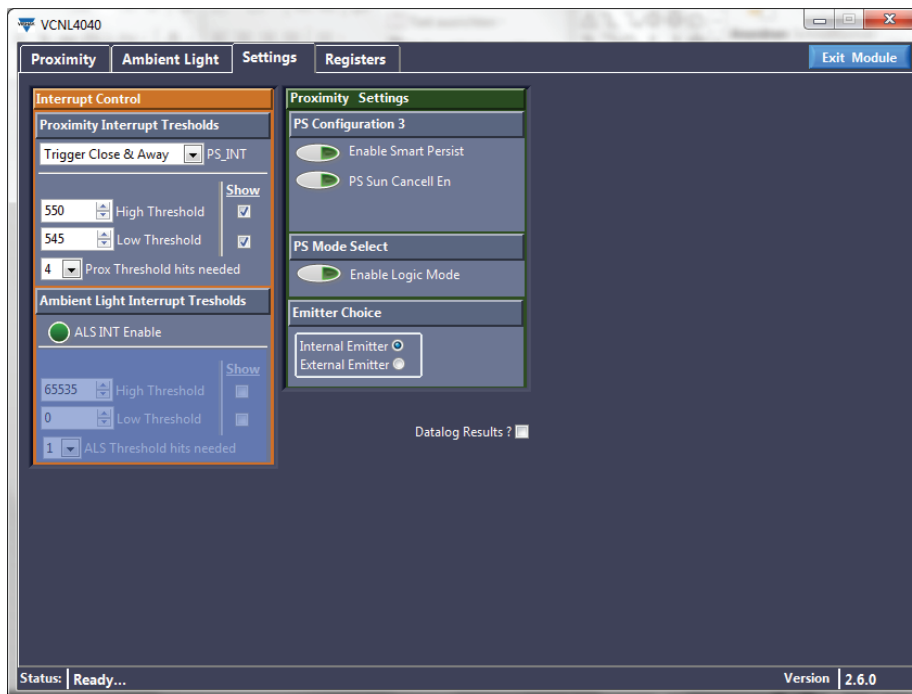 VCNL4040
Proximity
Ambient Light
Settings
Registers
Exit Module
Interrupt Control
Proximity Interrupt Tresholds
Trigger Close & Away PS_INT
Show
550 High Threshold
545 Low Threshold
4 Prox Threshold hits needed
Ambient Light Interrupt Tresholds
ALS INT Enable
Show
65535 High Threshold
0 Low Threshold
1 ALS Threshold hits needed
Proximity Settings
PS Configuration 3
Enable Smart Persist
PS Sun Cancell En
PS Mode Select
Enable Logic Mode
Emitter Choice
Internal Emitter
External Emitter
Datalog Results ?
Status: Ready...
Version 2.6.0